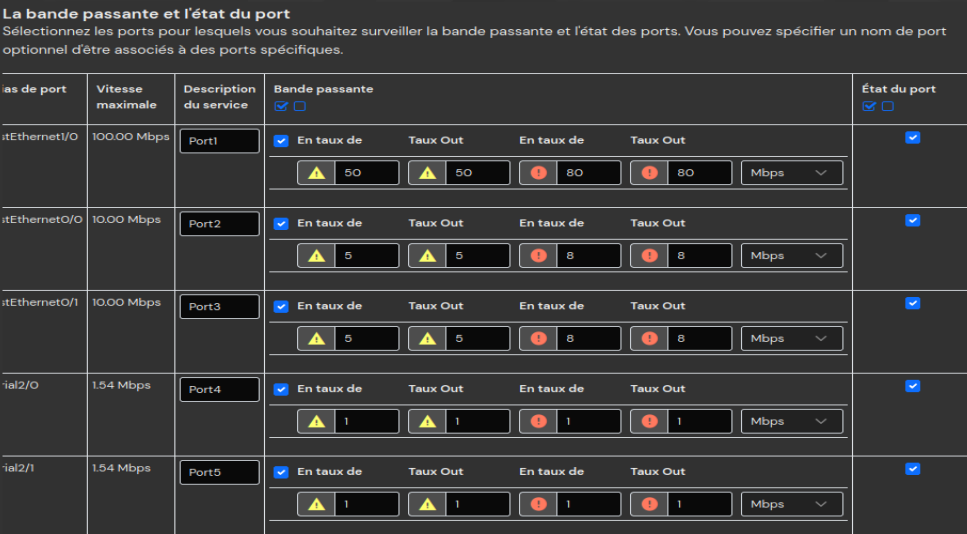 La bande passante et l'état du port
Sélectionnez les ports pour lesquels vous souhaitez surveiller la bande passante et l'état des ports. Vous pouvez spécifier un nom de port
optionnel d'être associés à des ports spécifiques.
ias de port Vitesse maximale Description du service Bande passante État du port
stEthernet1/0 100.00 Mbps Port1 En taux de Taux Out En taux de Taux Out
50 50 80 80 Mbps
stEthernet0/0 10.00 Mbps Port2 En taux de Taux Out En taux de Taux Out
5 5 8 8 Mbps
stEthernet0/1 10.00 Mbps Port3 En taux de Taux Out En taux de Taux Out
5 5 8 8 Mbps
rial2/0 1.54 Mbps Port4 En taux de Taux Out En taux de Taux Out
1 1 1 1 Mbps
rial2/1 1.54 Mbps Port5 En taux de Taux Out En taux de Taux Out
1 1 1 1 Mbps